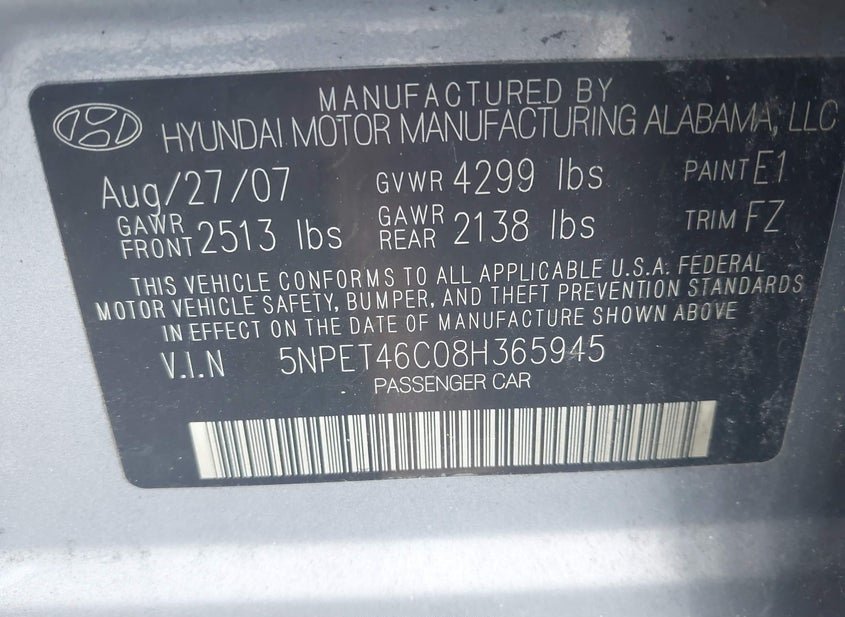 MANUFACTURED BY
HYUNDAI MOTOR MANUFACTURING ALABAMA, LLC
Aug/27/07 GVWR 4299 lbs PAINT E1
GAWR FRONT 2513 lbs GAWR REAR 2138 lbs TRIM FZ
THIS VEHICLE CONFORMS TO ALL APPLICABLE U.S.A. FEDERAL
MOTOR VEHICLE SAFETY, BUMPER, AND THEFT PREVENTION STANDARDS
IN EFFECT ON THE DATE OF MANUFACTURE SHOWN ABOVE
V.I.N 5NPET46C08H365945
PASSENGER CAR